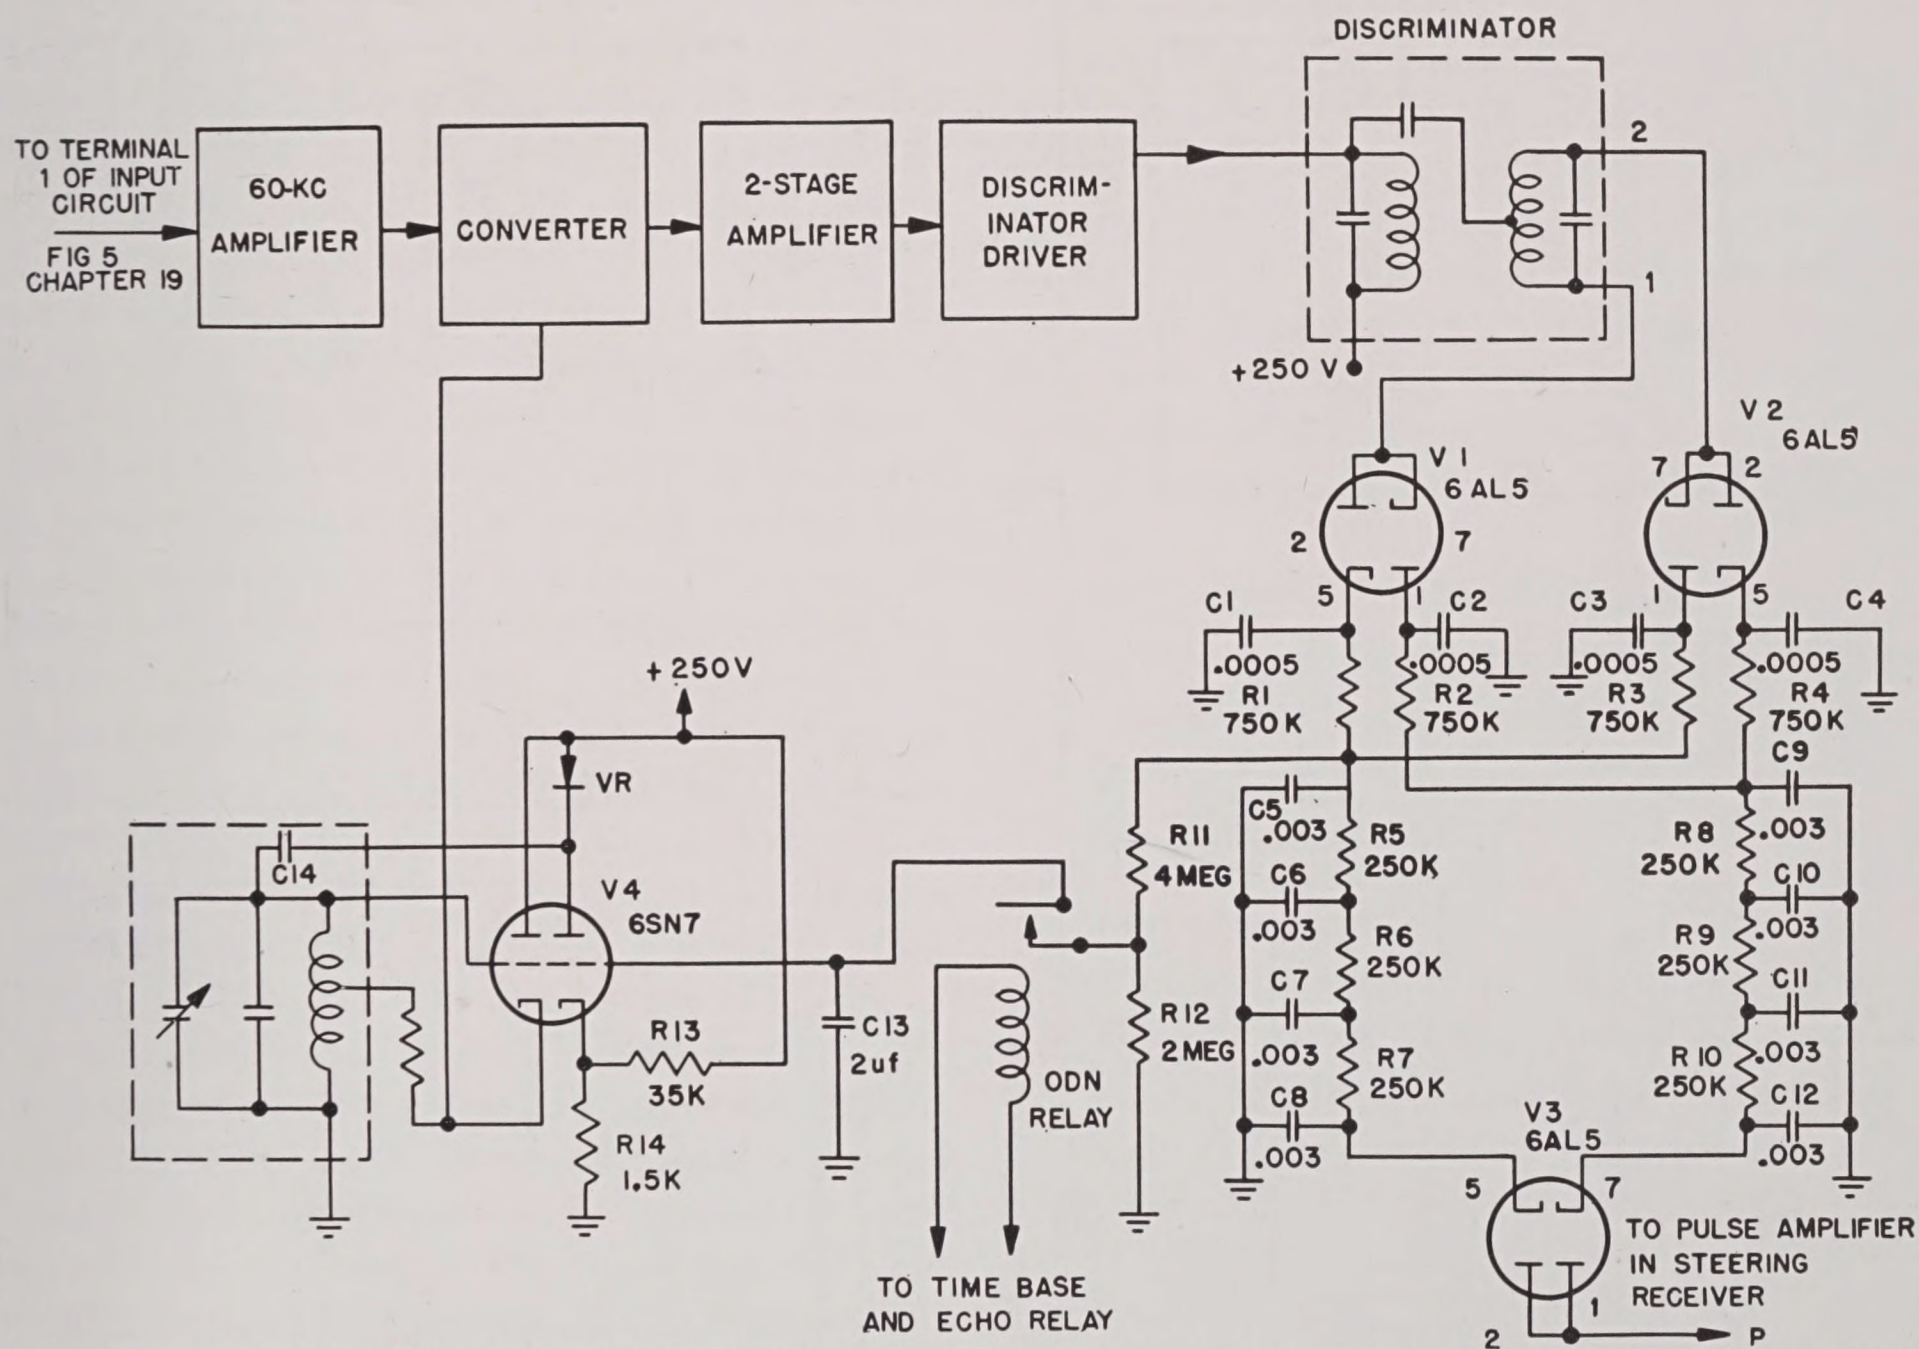 DISCRIMINATOR
TO TERMINAL
1 OF INPUT
CIRCUIT
FIG 5
CHAPTER 19
60-KC
AMPLIFIER
CONVERTER
2-STAGE
AMPLIFIER
DISCRIM-
INATOR
DRIVER
2
1
+250 V
V 1
6 AL5
2
7
5
1
V 2
6 AL5
7
2
1
5
C1
.0005
R1
750K
C2
.0005
R2
750K
C3
.0005
R3
750K
C4
.0005
R4
750K
+250V
VR
C14
V4
6SN7
R13
35K
R14
1.5K
C13
2uf
ODN
RELAY
TO TIME BASE
AND ECHO RELAY
R11
4 MEG
R12
2 MEG
C5
.003
R5
250K
C6
.003
R6
250K
C7
.003
R7
250K
C8
.003
C9
.003
R8
250K
C10
.003
R9
250K
C11
.003
R10
250K
C12
.003
V3
6AL5
5
7
2
1
TO PULSE AMPLIFIER
IN STEERING
RECEIVER
P